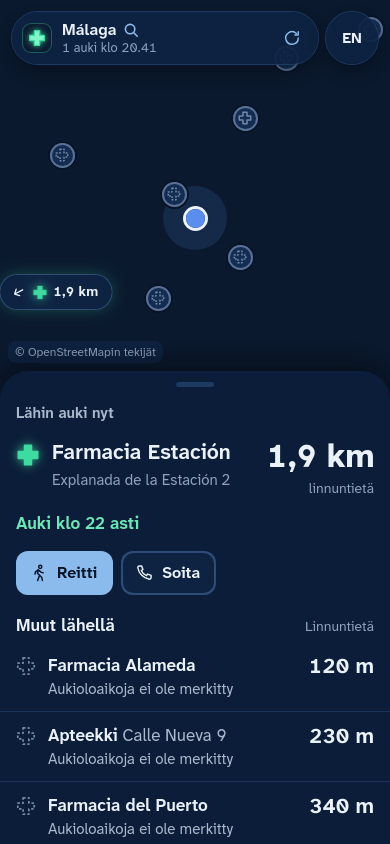 Málaga
1 auki klo 20.41
EN
1,9 km
© OpenStreetMapin tekijät
Lähin auki nyt
Farmacia Estación
1,9 km
Explanada de la Estación 2
linnuntietä
Auki klo 22 asti
Reitti
Soita
Muut lähellä
Linnuntietä
Farmacia Alameda
120 m
Aukioloaikoja ei ole merkitty
Apteekki Calle Nueva 9
230 m
Aukioloaikoja ei ole merkitty
Farmacia del Puerto
340 m
Aukioloaikoja ei ole merkitty